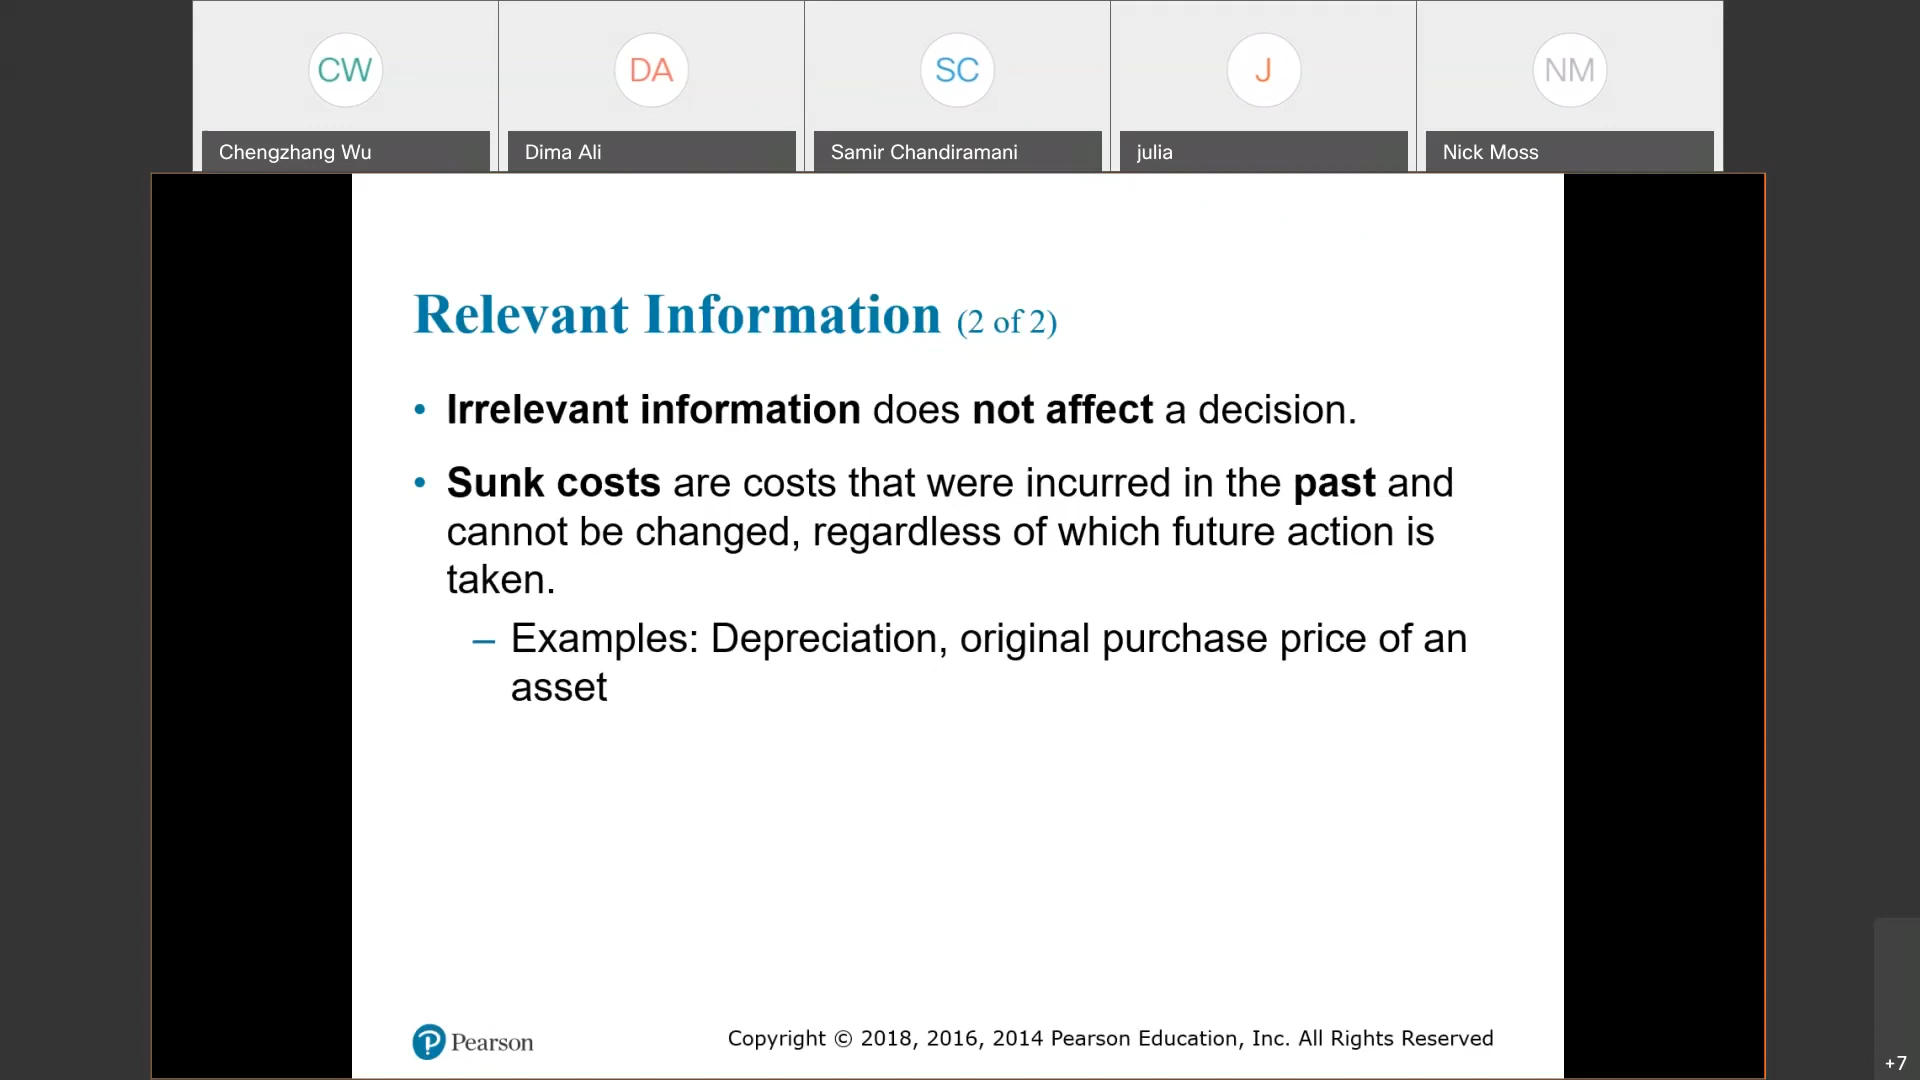 CW
DA
SC
J
NM
Chengzhang Wu
Dima Ali
Samir Chandiramani
julia
Nick Moss
Relevant Information (2 of 2)
• Irrelevant information does not affect a decision.
• Sunk costs are costs that were incurred in the past and
cannot be changed, regardless of which future action is
taken.
– Examples: Depreciation, original purchase price of an
asset
P Pearson
Copyright © 2018, 2016, 2014 Pearson Education, Inc. All Rights Reserved
+7